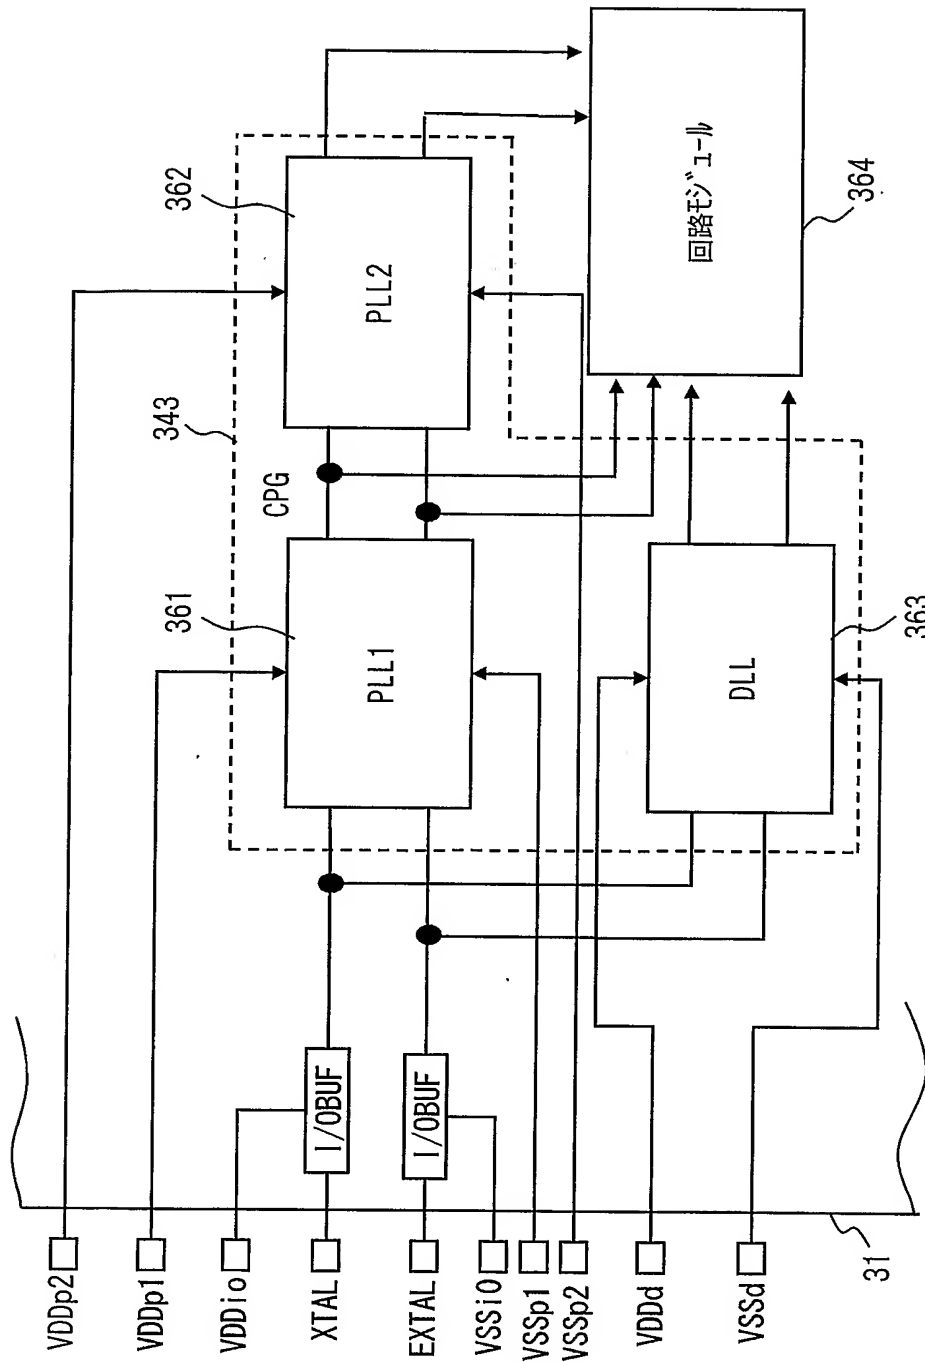 VDDp2
VDDp1
VDDio
XTAL
EXTAL
VSSiO
VSSp1
VSSp2
VDDd
VSSd
31
I/OBUF
I/OBUF
361
PLL1
CPG
343
362
PLL2
DLL
363
回路モジュール
364